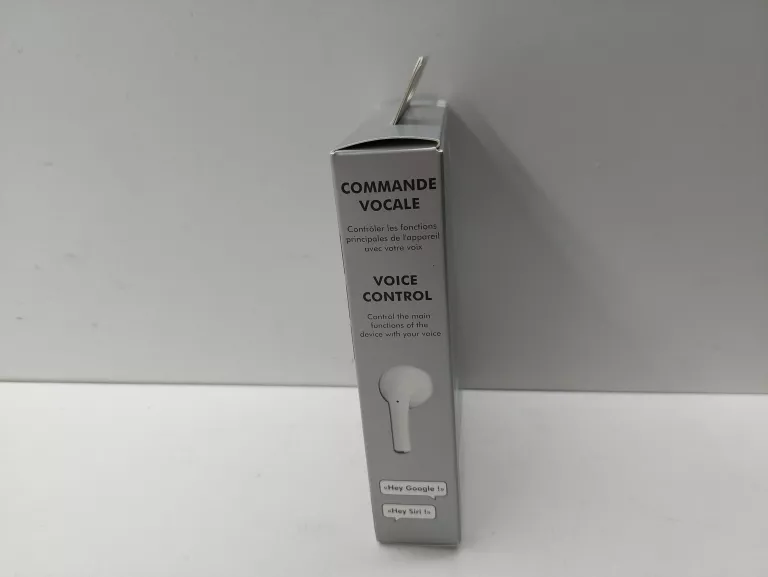 COMMANDE
VOCALE
Contrôler les fonctions
principales de l'appareil
avec votre voix
VOICE
CONTROL
Control the main
functions of the
device with your voice
«Hey Google !»
«Hey Siri !»